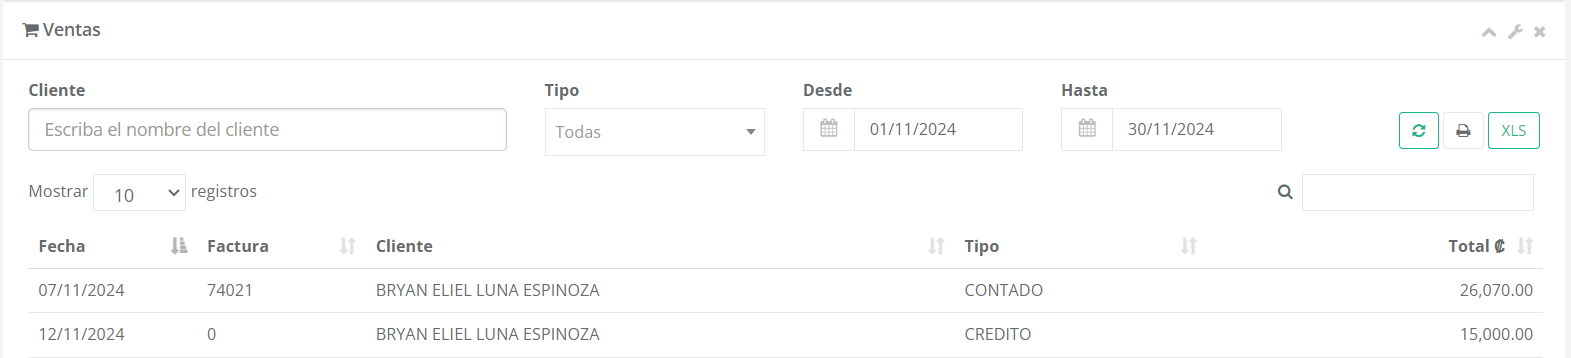 Ventas
Cliente Tipo Desde Hasta
Escriba el nombre del cliente Todas 01/11/2024 30/11/2024 XLS
Mostrar 10 registros
Fecha Factura Cliente Tipo Total ₡
07/11/2024 74021 BRYAN ELIEL LUNA ESPINOZA CONTADO 26,070.00
12/11/2024 0 BRYAN ELIEL LUNA ESPINOZA CREDITO 15,000.00